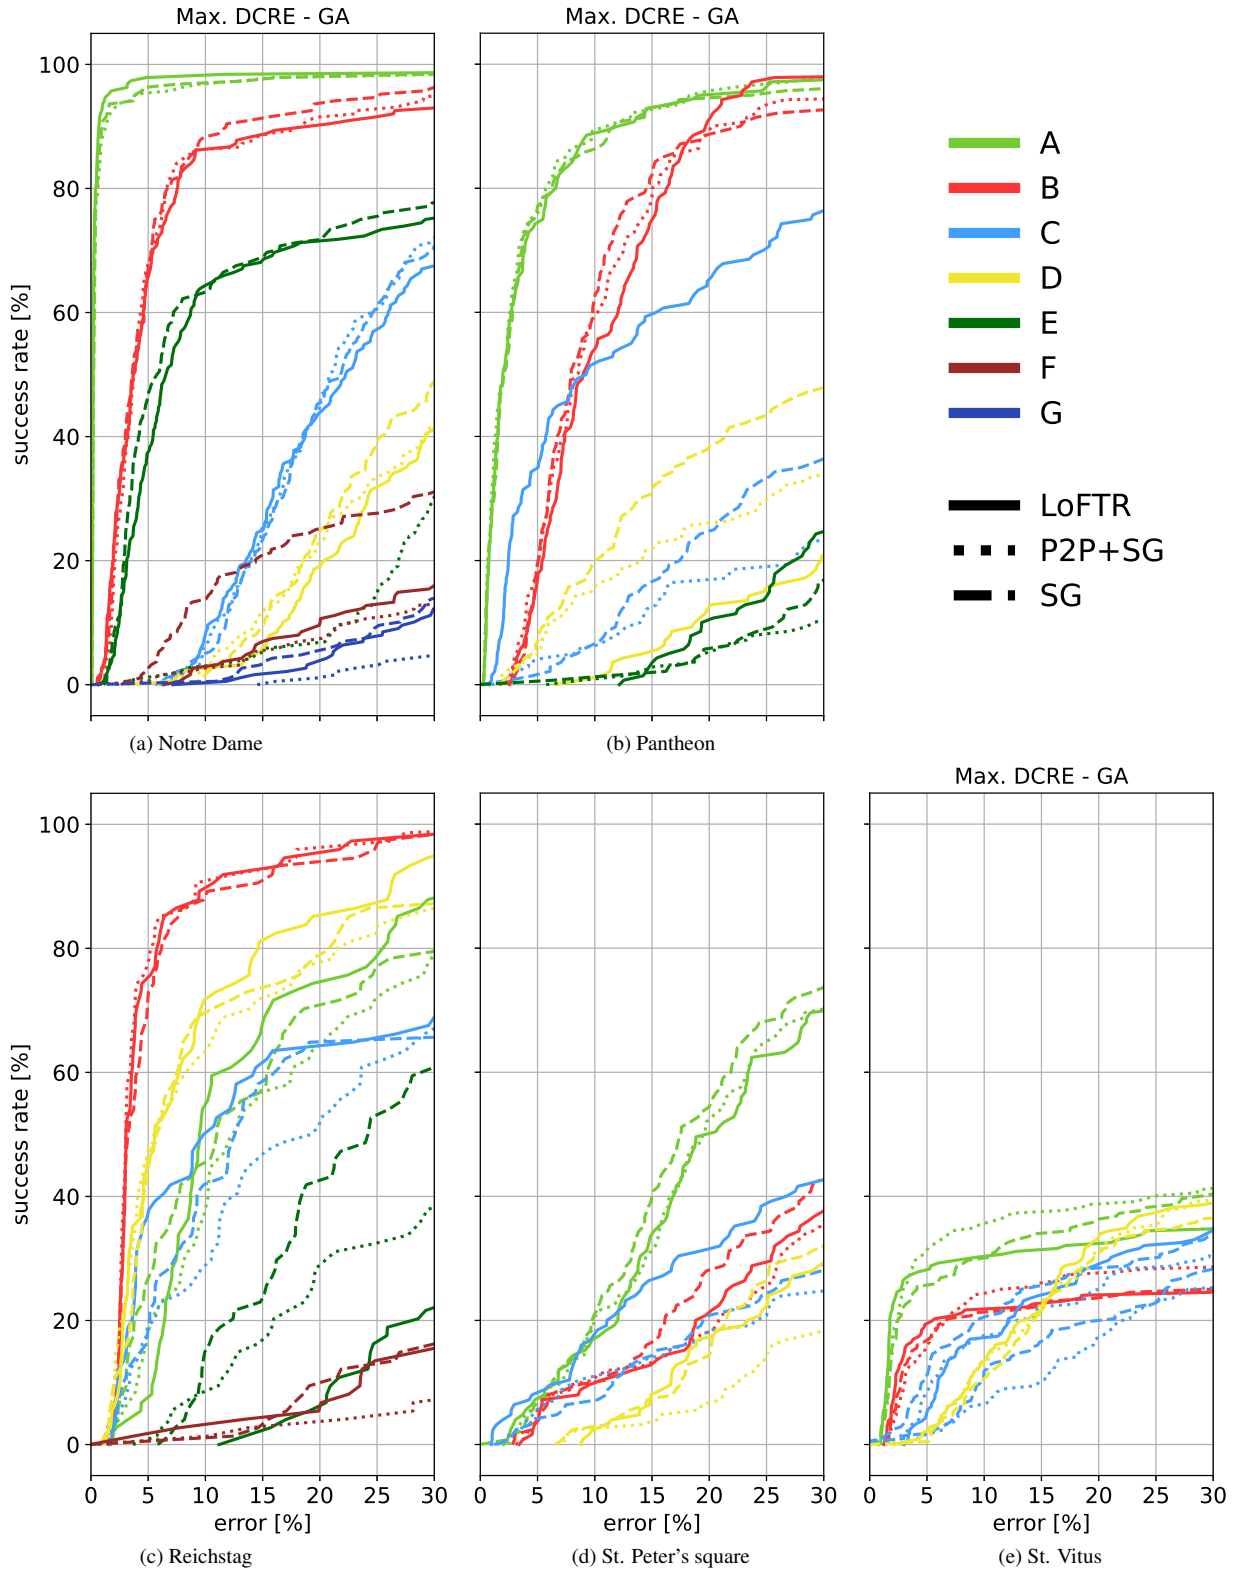 Max. DCRE - GA
Max. DCRE - GA
success rate [%]
100
80
60
40
20
0
A
B
C
D
E
F
G
LoFTR
P2P+SG
SG
(a) Notre Dame
(b) Pantheon
Max. DCRE - GA
success rate [%]
100
80
60
40
20
0
0 5 10 15 20 25 30
0 5 10 15 20 25 30
0 5 10 15 20 25 30
error [%]
error [%]
error [%]
(c) Reichstag
(d) St. Peter's square
(e) St. Vitus